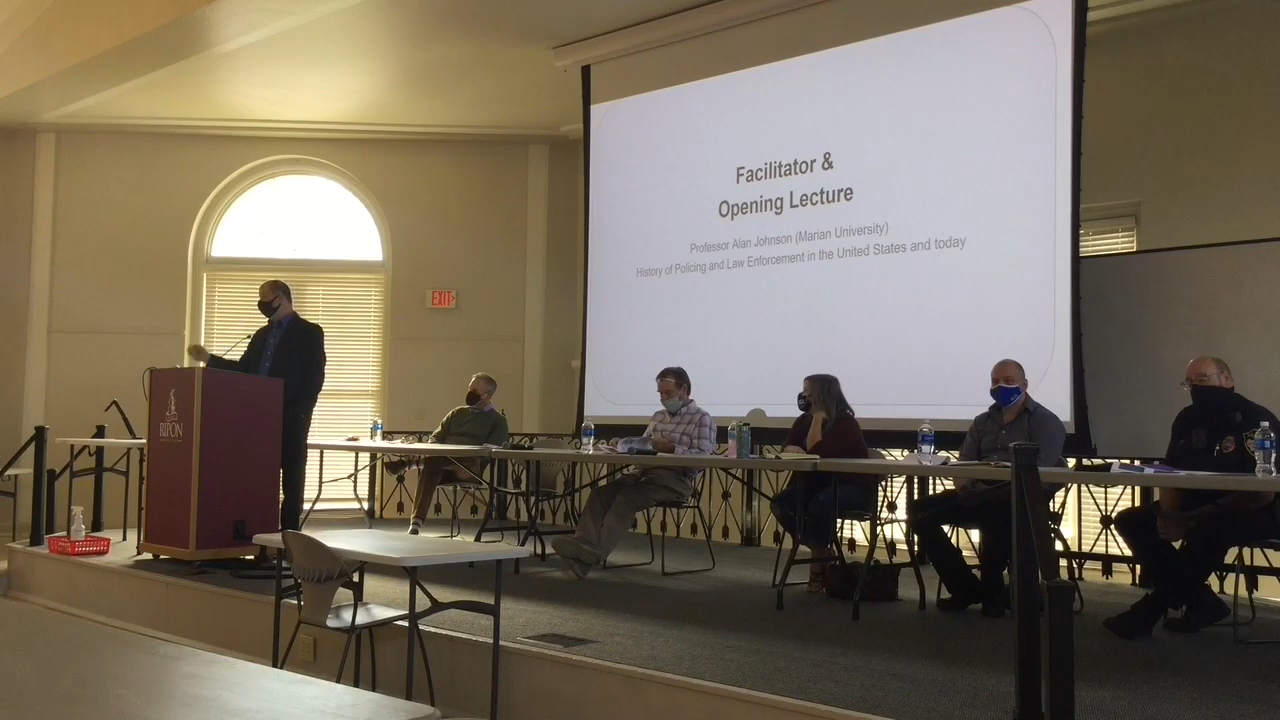 Facilitator &
Opening Lecture
Professor Alan Johnson (Marian University)
History of Policing and Law Enforcement in the United States and today
EXIT
RIPON